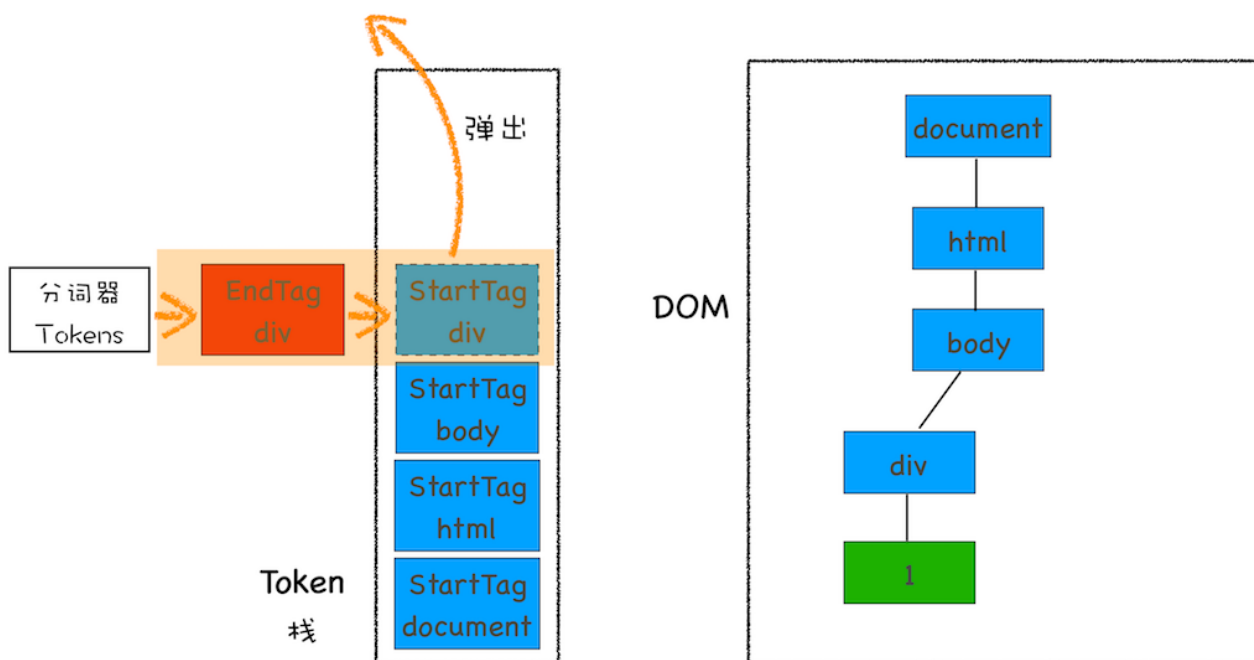 弹出
分词器
Tokens
EndTag
div
StartTag
div
StartTag
body
StartTag
html
StartTag
document
Token
栈
DOM
document
html
body
div
1